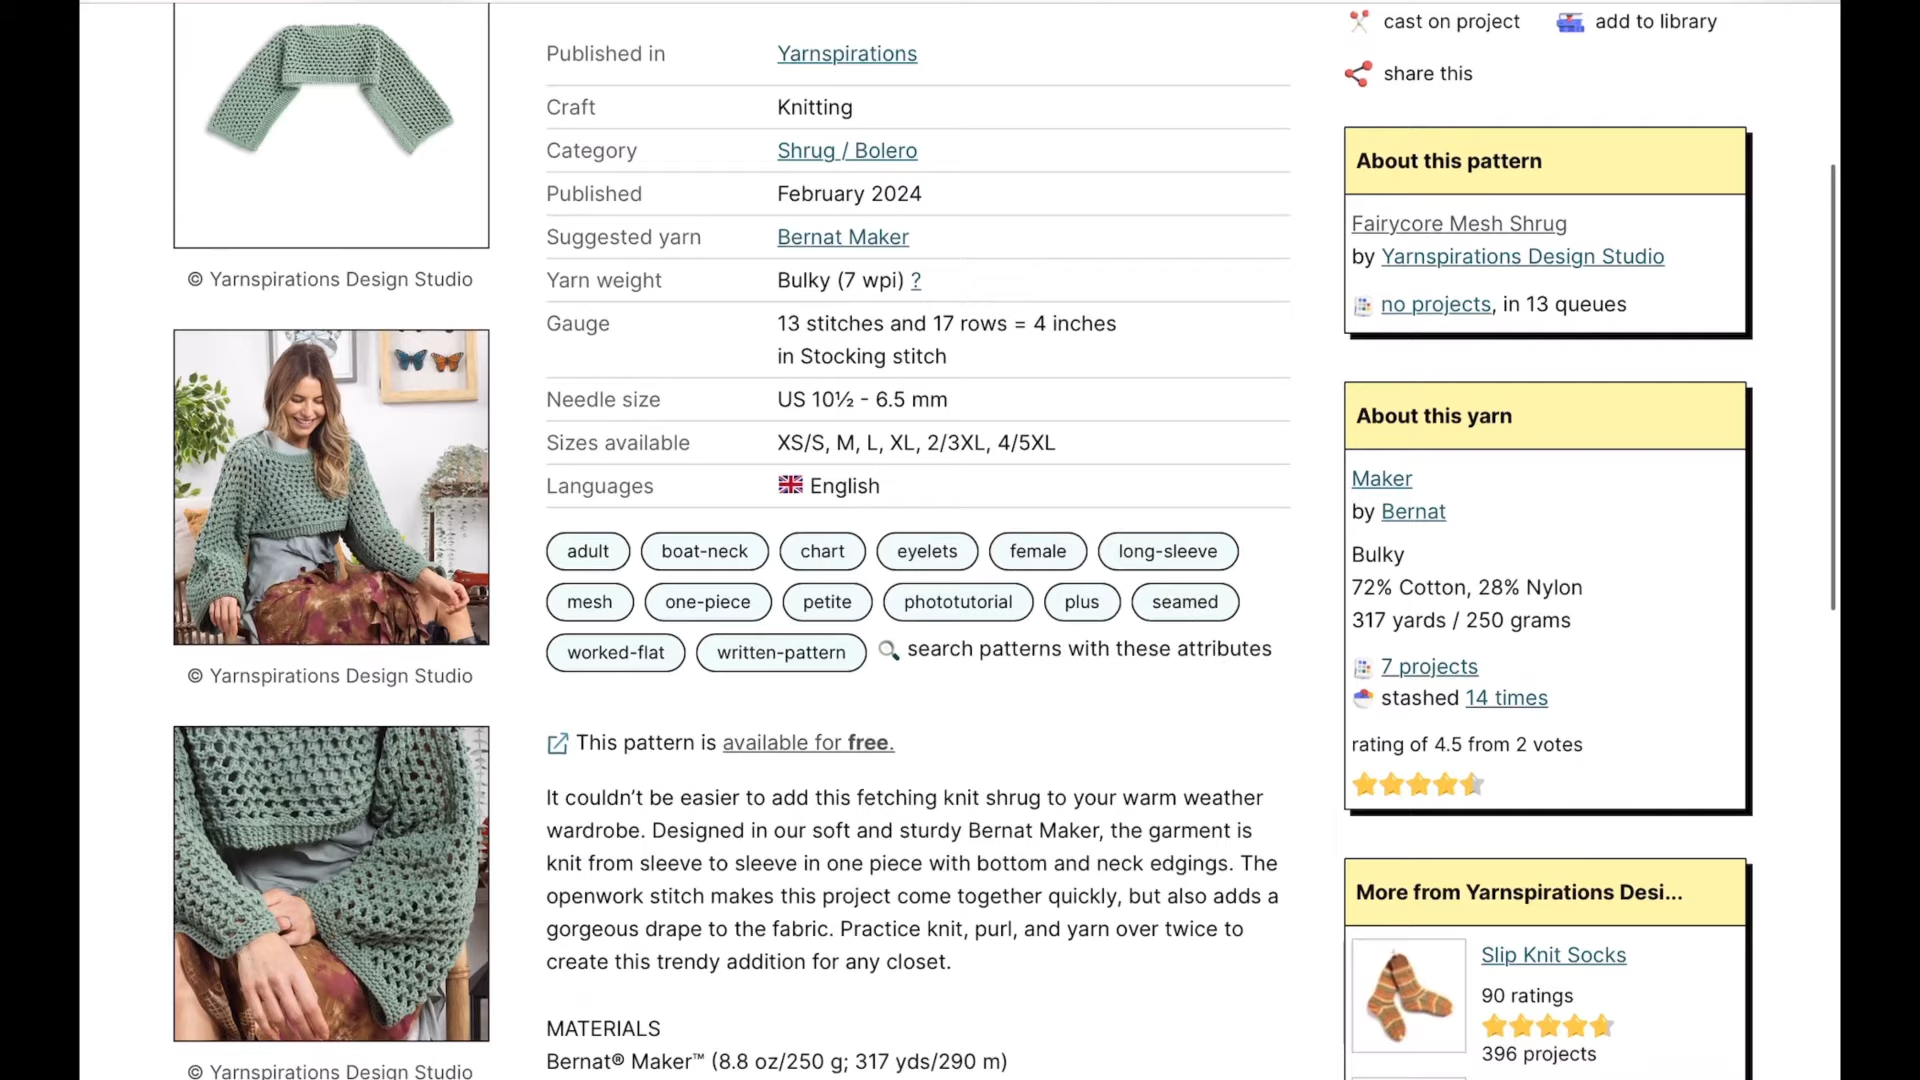 © Yarnspirations Design Studio
© Yarnspirations Design Studio
© Yarnspirations Design Studio
Published in Yarnspirations
Craft Knitting
Category Shrug / Bolero
Published February 2024
Suggested yarn Bernat Maker
Yarn weight Bulky (7 wpi) ?
Gauge 13 stitches and 17 rows = 4 inches
in Stocking stitch
Needle size US 10½ - 6.5 mm
Sizes available XS/S, M, L, XL, 2/3XL, 4/5XL
Languages English
adult boat-neck chart eyelets female long-sleeve
mesh one-piece petite phototutorial plus seamed
worked-flat written-pattern search patterns with these attributes
This pattern is available for free.
It couldn’t be easier to add this fetching knit shrug to your warm weather
wardrobe. Designed in our soft and sturdy Bernat Maker, the garment is
knit from sleeve to sleeve in one piece with bottom and neck edgings. The
openwork stitch makes this project come together quickly, but also adds a
gorgeous drape to the fabric. Practice knit, purl, and yarn over twice to
create this trendy addition for any closet.
MATERIALS
Bernat® Maker™ (8.8 oz/250 g; 317 yds/290 m)
cast on project add to library
share this
About this pattern
Fairycore Mesh Shrug
by Yarnspirations Design Studio
no projects, in 13 queues
About this yarn
Maker
by Bernat
Bulky
72% Cotton, 28% Nylon
317 yards / 250 grams
7 projects
stashed 14 times
rating of 4.5 from 2 votes
More from Yarnspirations Desi...
Slip Knit Socks
90 ratings
396 projects